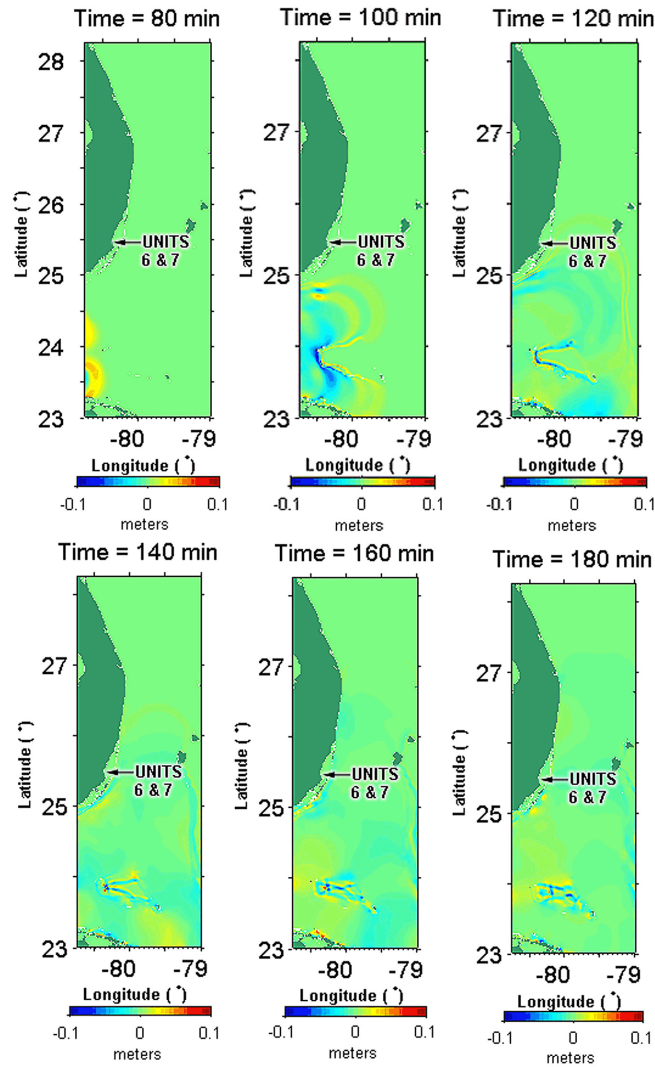 Time = 80 min
Time = 100 min
Time = 120 min
28
27
26
25
24
23
Latitude ( ° )
UNITS
6 & 7
-80
-79
Longitude ( ° )
-0.1
0
0.1
meters
27
25
23
Latitude ( ° )
UNITS
6 & 7
-80
-79
Longitude ( ° )
-0.1
0
0.1
meters
27
25
23
Latitude ( ° )
UNITS
6 & 7
-80
-79
Longitude ( ° )
-0.1
0
0.1
meters
Time = 140 min
Time = 160 min
Time = 180 min
27
25
23
Latitude ( ° )
UNITS
6 & 7
-80
-79
Longitude ( ° )
-0.1
0
0.1
meters
27
25
23
Latitude ( ° )
UNITS
6 & 7
-80
-79
Longitude ( ° )
-0.1
0
0.1
meters
27
25
23
Latitude ( ° )
UNITS
6 & 7
-80
-79
Longitude ( ° )
-0.1
0
0.1
meters